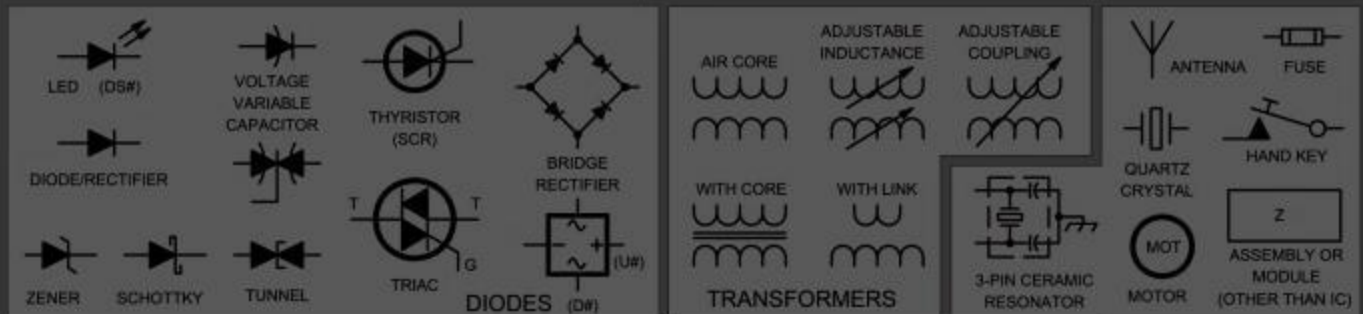 LED (DS#)
DIODE/RECTIFIER
ZENER
SCHOTTKY
VOLTAGE
VARIABLE
CAPACITOR
TUNNEL
THYRISTOR
(SCR)
T
T
G
TRIAC
BRIDGE
RECTIFIER
+
(U#)
(D#)
DIODES
AIR CORE
ADJUSTABLE
INDUCTANCE
ADJUSTABLE
COUPLING
WITH CORE
WITH LINK
TRANSFORMERS
3-PIN CERAMIC
RESONATOR
ANTENNA
FUSE
QUARTZ
CRYSTAL
HAND KEY
MOT
MOTOR
Z
ASSEMBLY OR
MODULE
(OTHER THAN IC)